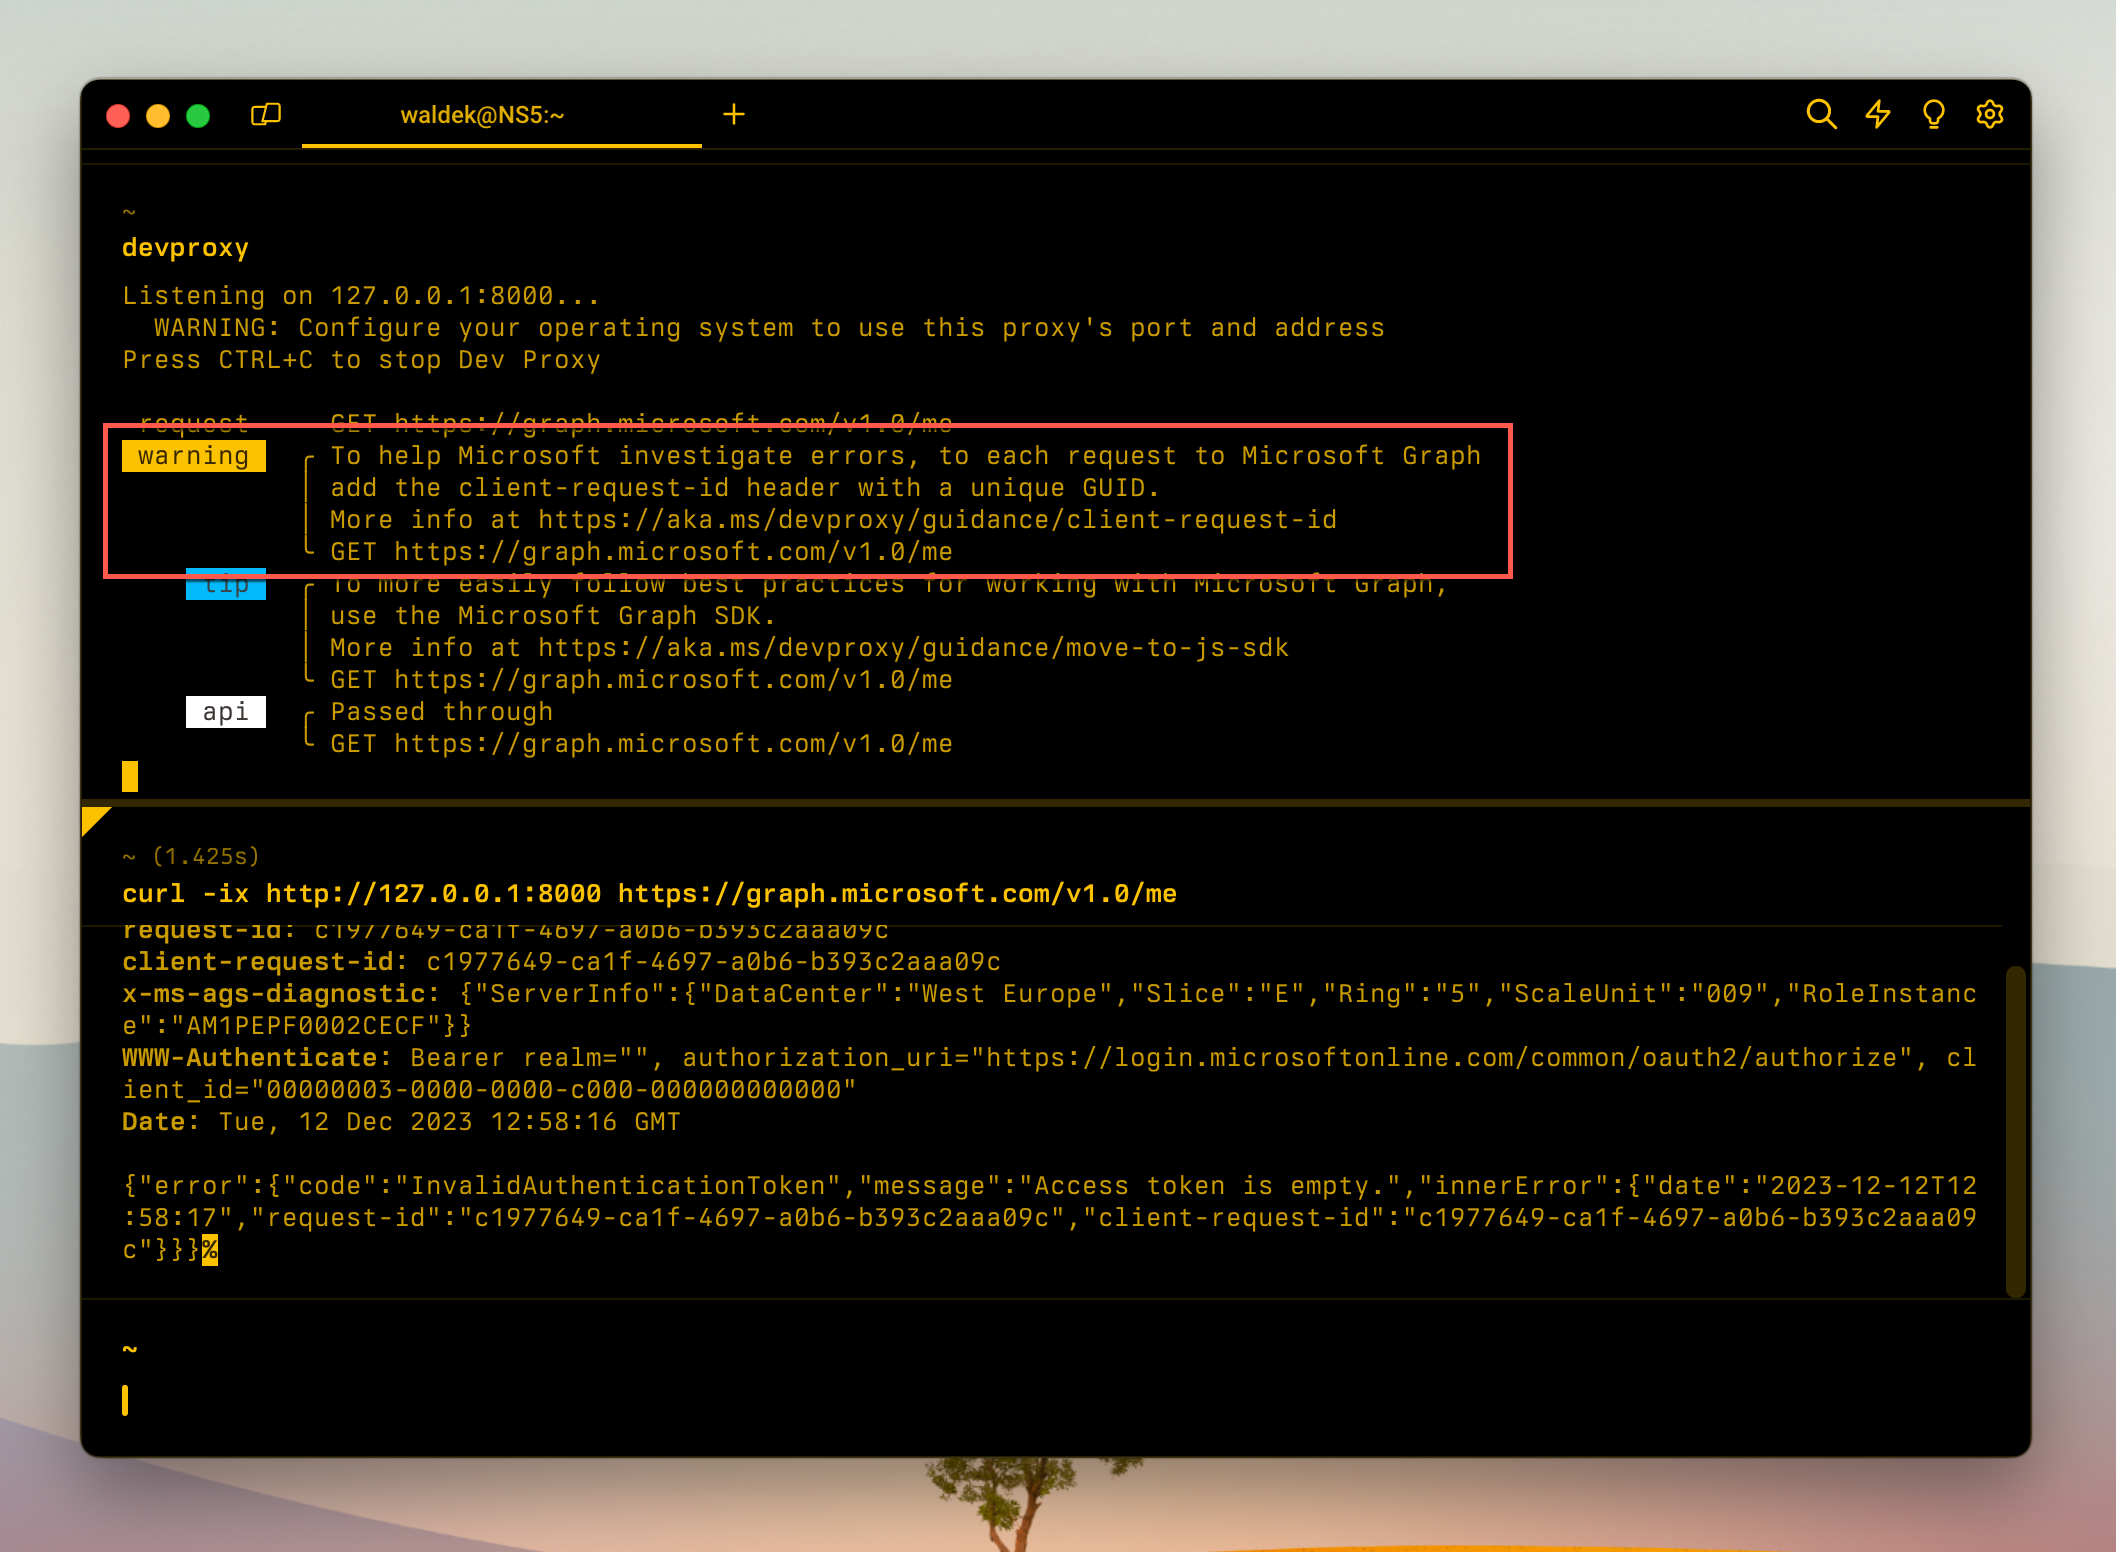 waldek@NS5:~
~
devproxy
Listening on 127.0.0.1:8000...
WARNING: Configure your operating system to use this proxy's port and address
Press CTRL+C to stop Dev Proxy
request GET https://graph.microsoft.com/v1.0/me
warning To help Microsoft investigate errors, to each request to Microsoft Graph
add the client-request-id header with a unique GUID.
More info at https://aka.ms/devproxy/guidance/client-request-id
GET https://graph.microsoft.com/v1.0/me
tip To more easily follow best practices for working with Microsoft Graph,
use the Microsoft Graph SDK.
More info at https://aka.ms/devproxy/guidance/move-to-js-sdk
GET https://graph.microsoft.com/v1.0/me
api Passed through
GET https://graph.microsoft.com/v1.0/me
~ (1.425s)
curl -ix http://127.0.0.1:8000 https://graph.microsoft.com/v1.0/me
request-id: c1977649-ca1f-4697-a0b6-b393c2aaa09c
client-request-id: c1977649-ca1f-4697-a0b6-b393c2aaa09c
x-ms-ags-diagnostic: {"ServerInfo":{"DataCenter":"West Europe","Slice":"E","Ring":"5","ScaleUnit":"009","RoleInstanc
e":"AM1PEPF0002CECF"}}
WWW-Authenticate: Bearer realm="", authorization_uri="https://login.microsoftonline.com/common/oauth2/authorize", cl
ient_id="00000003-0000-0000-c000-000000000000"
Date: Tue, 12 Dec 2023 12:58:16 GMT
{"error":{"code":"InvalidAuthenticationToken","message":"Access token is empty.","innerError":{"date":"2023-12-12T12
:58:17","request-id":"c1977649-ca1f-4697-a0b6-b393c2aaa09c","client-request-id":"c1977649-ca1f-4697-a0b6-b393c2aaa09
c"}}}%
~